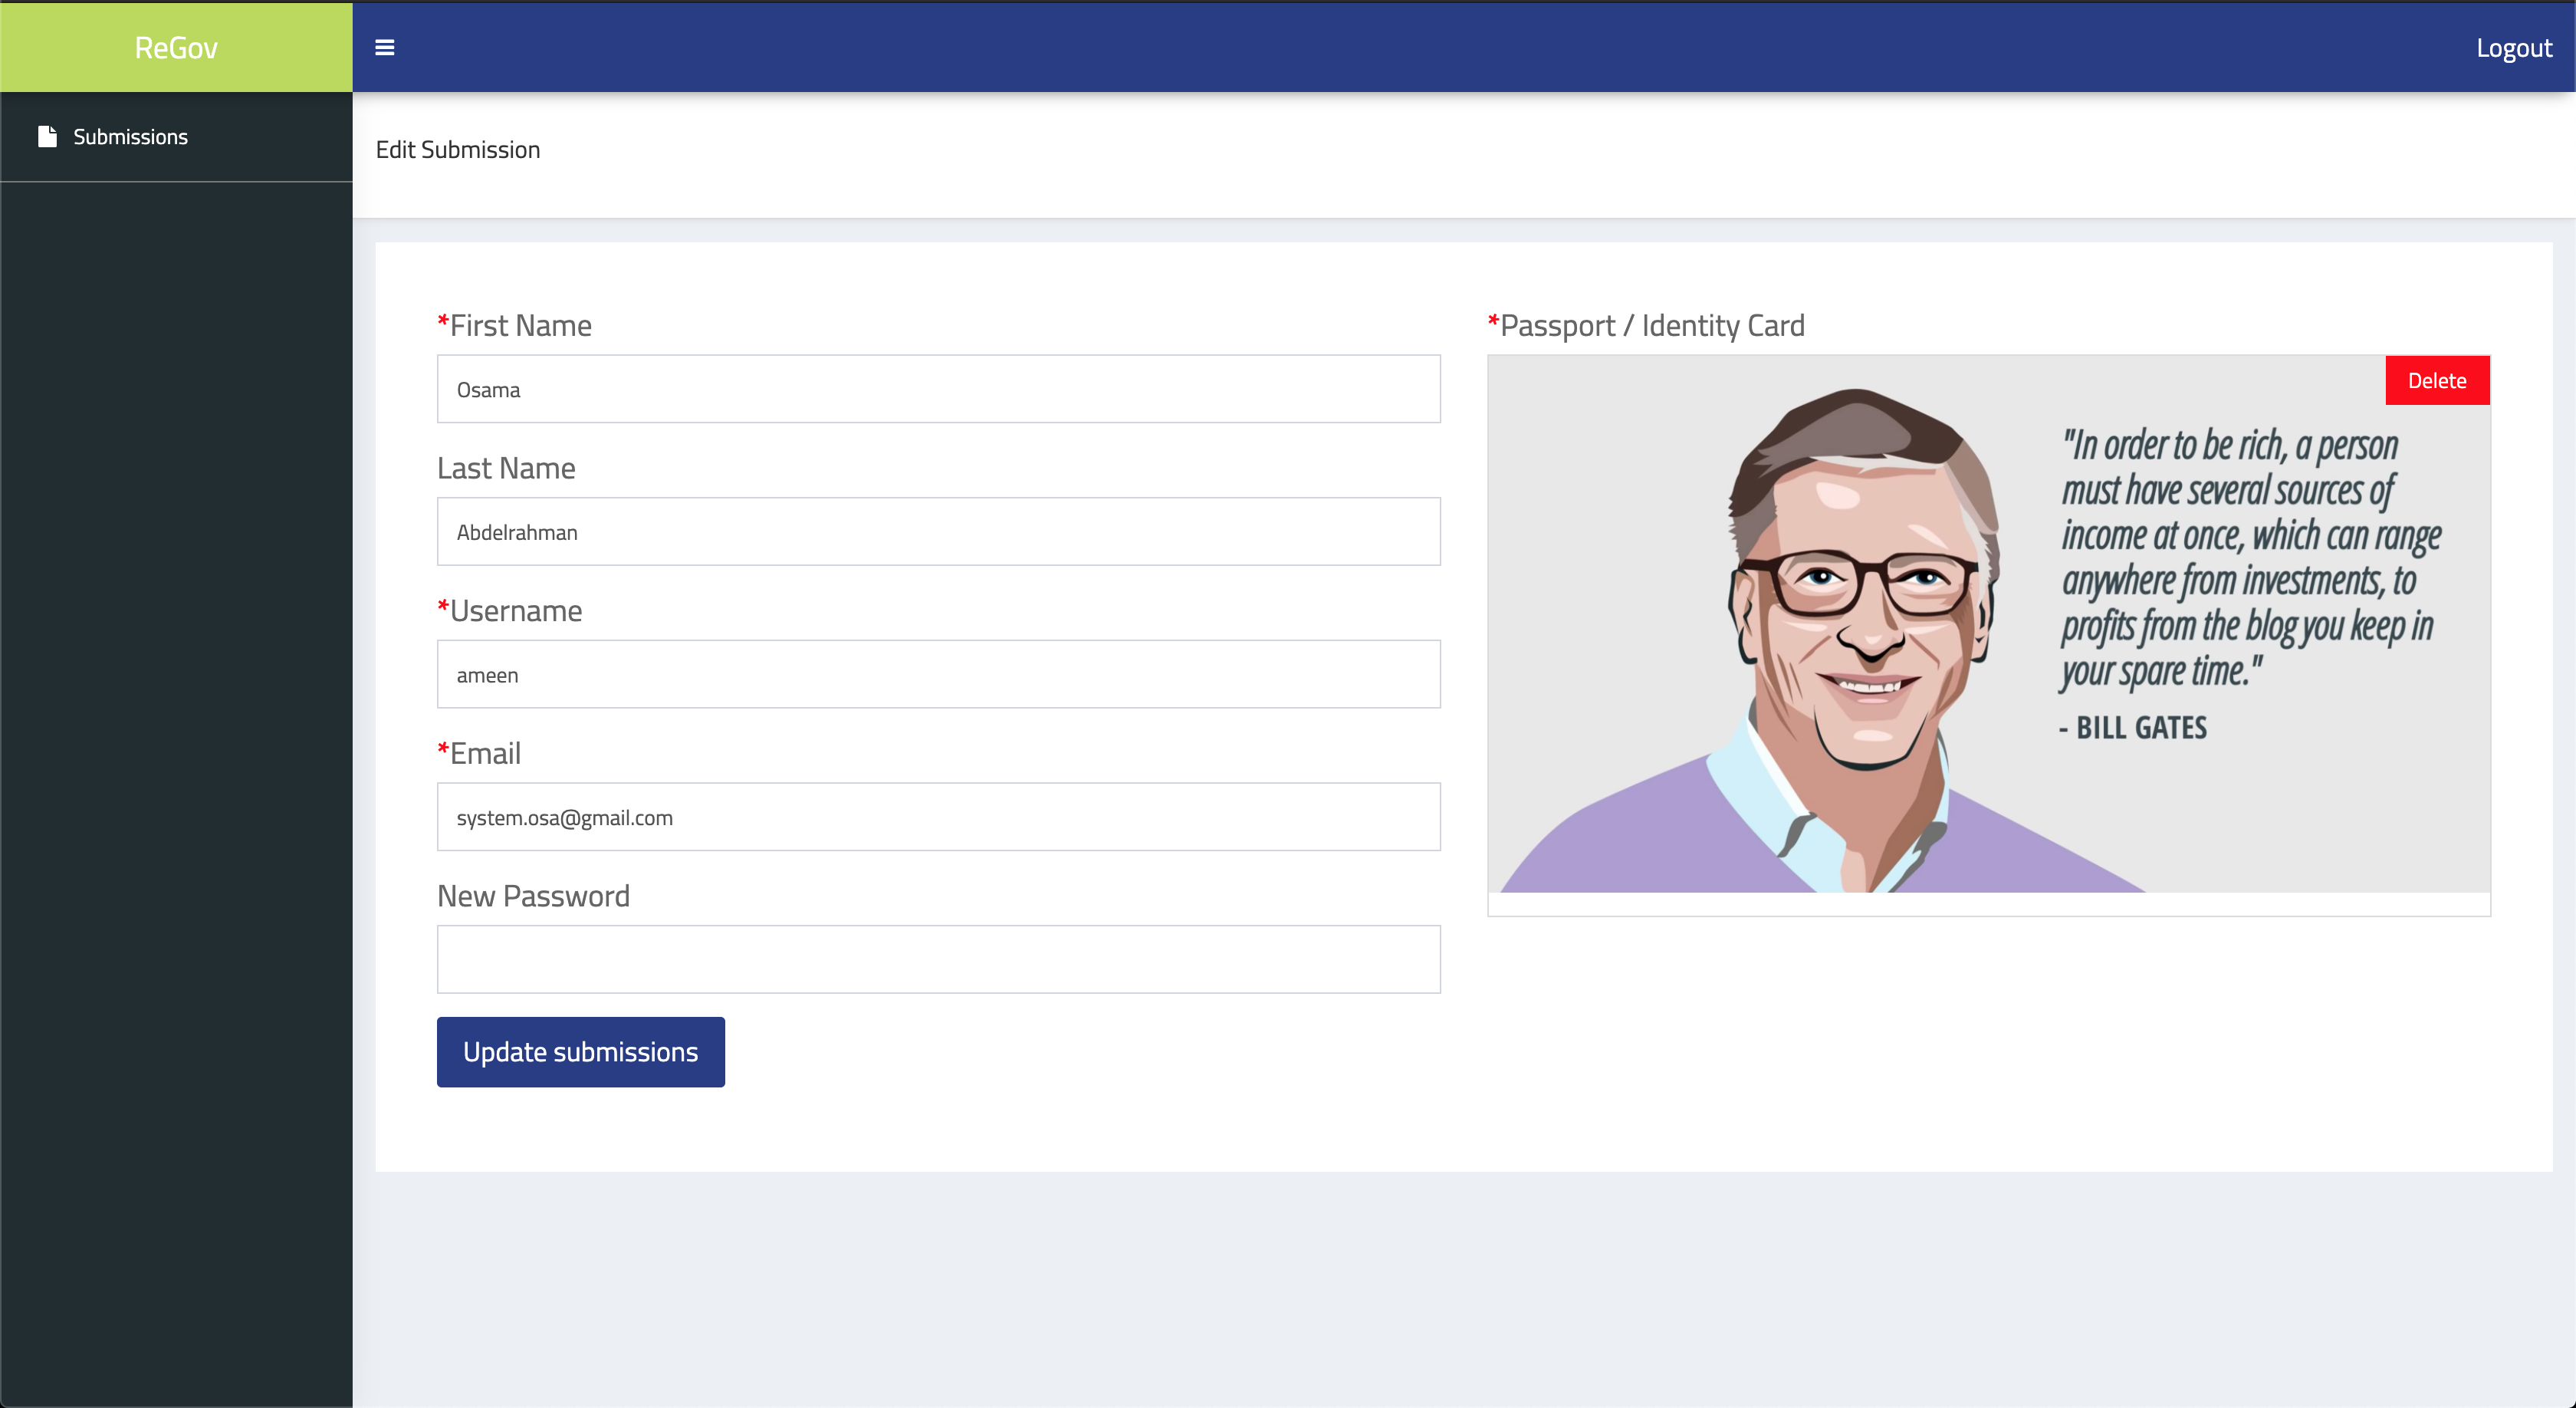 ReGov
Logout
Submissions
Edit Submission
*First Name
Osama
Last Name
Abdelrahman
*Username
ameen
*Email
system.osa@gmail.com
New Password
Update submissions
*Passport / Identity Card
Delete
"In order to be rich, a person
must have several sources of
income at once, which can range
anywhere from investments, to
profits from the blog you keep in
your spare time."
- BILL GATES